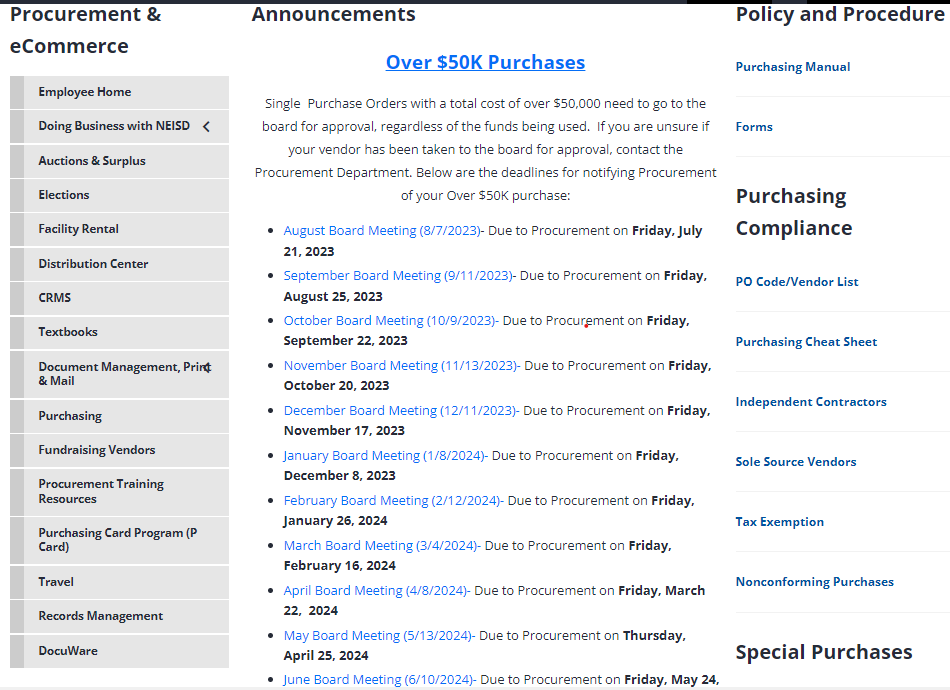 Procurement &
eCommerce
Employee Home
Doing Business with NEISD
Auctions & Surplus
Elections
Facility Rental
Distribution Center
CRMS
Textbooks
Document Management, Print
& Mail
Purchasing
Fundraising Vendors
Procurement Training
Resources
Purchasing Card Program (P
Card)
Travel
Records Management
DocuWare
Announcements
Over $50K Purchases
Single  Purchase Orders with a total cost of over $50,000 need to go to the
board for approval, regardless of the funds being used.  If you are unsure if
your vendor has been taken to the board for approval, contact the
Procurement Department. Below are the deadlines for notifying Procurement
of your Over $50K purchase:
• August Board Meeting (8/7/2023)- Due to Procurement on Friday, July
21, 2023
• September Board Meeting (9/11/2023)- Due to Procurement on Friday,
August 25, 2023
• October Board Meeting (10/9/2023)- Due to Procurement on Friday,
September 22, 2023
• November Board Meeting (11/13/2023)- Due to Procurement on Friday,
October 20, 2023
• December Board Meeting (12/11/2023)- Due to Procurement on Friday,
November 17, 2023
• January Board Meeting (1/8/2024)- Due to Procurement on Friday,
December 8, 2023
• February Board Meeting (2/12/2024)- Due to Procurement on Friday,
January 26, 2024
• March Board Meeting (3/4/2024)- Due to Procurement on Friday,
February 16, 2024
• April Board Meeting (4/8/2024)- Due to Procurement on Friday, March
22,  2024
• May Board Meeting (5/13/2024)- Due to Procurement on Thursday,
April 25, 2024
• June Board Meeting (6/10/2024)- Due to Procurement on Friday, May 24,
Policy and Procedure
Purchasing Manual
Forms
Purchasing
Compliance
PO Code/Vendor List
Purchasing Cheat Sheet
Independent Contractors
Sole Source Vendors
Tax Exemption
Nonconforming Purchases
Special Purchases